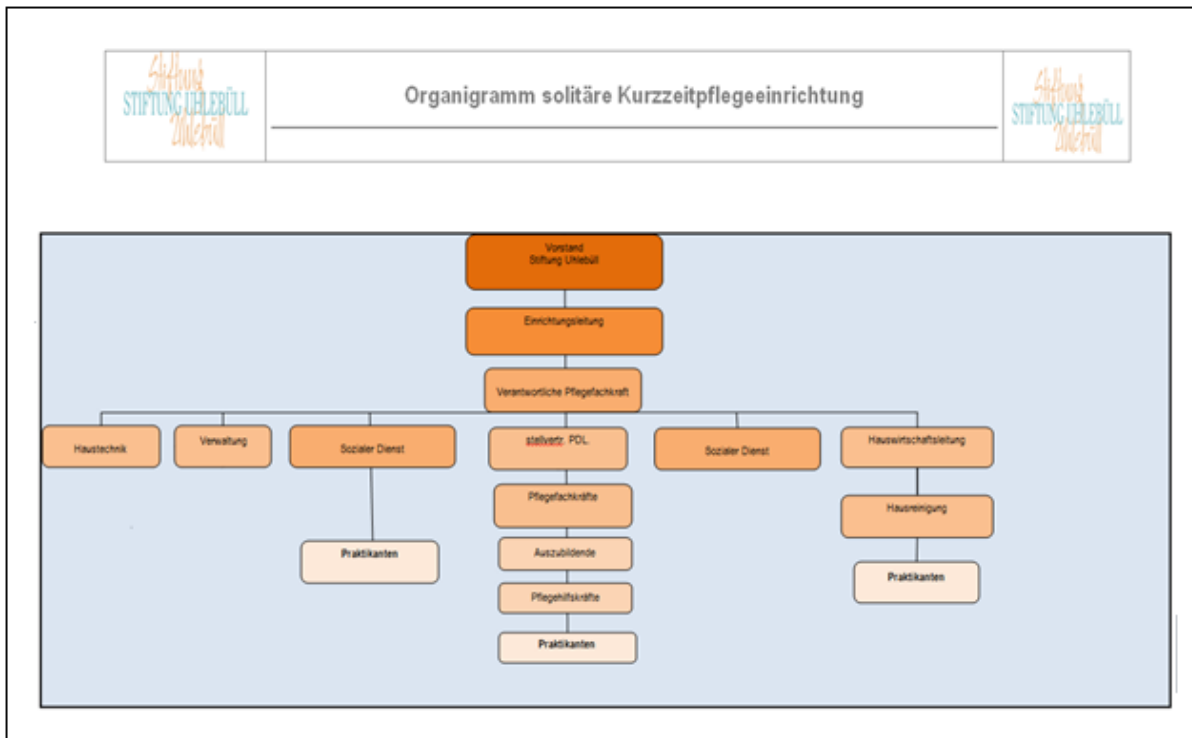 Stiftung
STIFTUNG UHLEBÜLL
Uhlebüll
Organigramm solitäre Kurzzeitpflegeeinrichtung
Stiftung
STIFTUNG UHLEBÜLL
Uhlebüll
Vorstand
Stiftung Uhlebüll
Einrichtungsleitung
Verantwortliche Pflegefachkraft
Haustechnik
Verwaltung
Sozialer Dienst
stellvertr. PDL.
Sozialer Dienst
Hauswirtschaftsleitung
Pflegefachkräfte
Hausreinigung
Praktikanten
Auszubildende
Praktikanten
Pflegehilfskräfte
Praktikanten